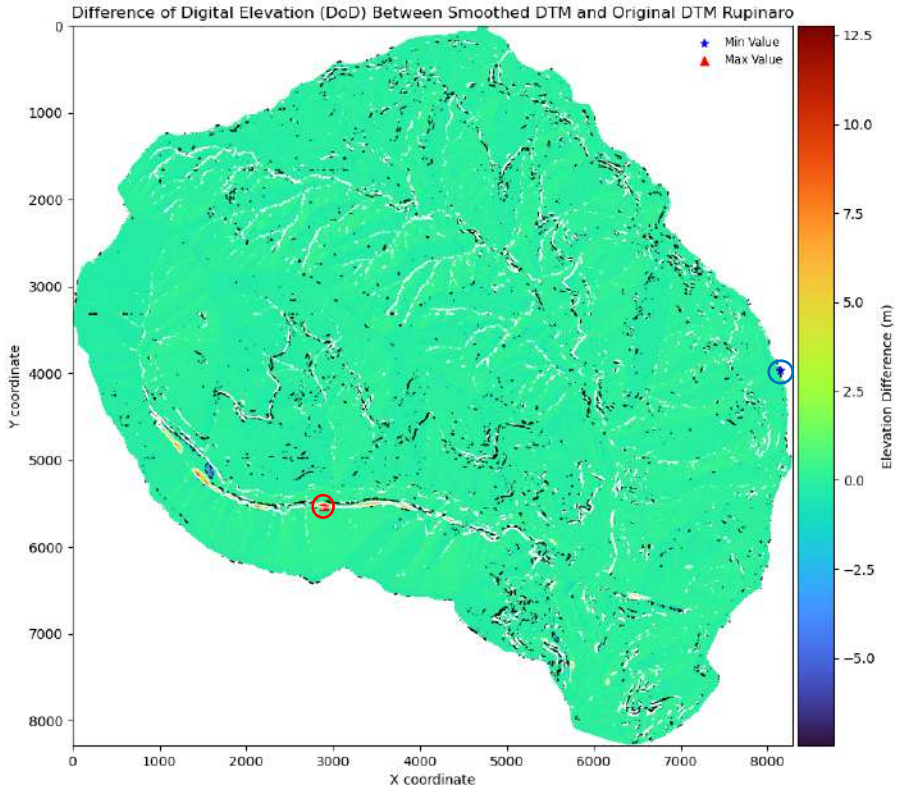 Difference of Digital Elevation (DoD) Between Smoothed DTM and Original DTM Rupinaro
Min Value
Max Value
0
1000
2000
3000
4000
5000
6000
7000
8000
Y coordinate
0 1000 2000 3000 4000 5000 6000 7000 8000
X coordinate
12.5
10.0
7.5
5.0
2.5
0.0
−2.5
−5.0
Elevation Difference (m)